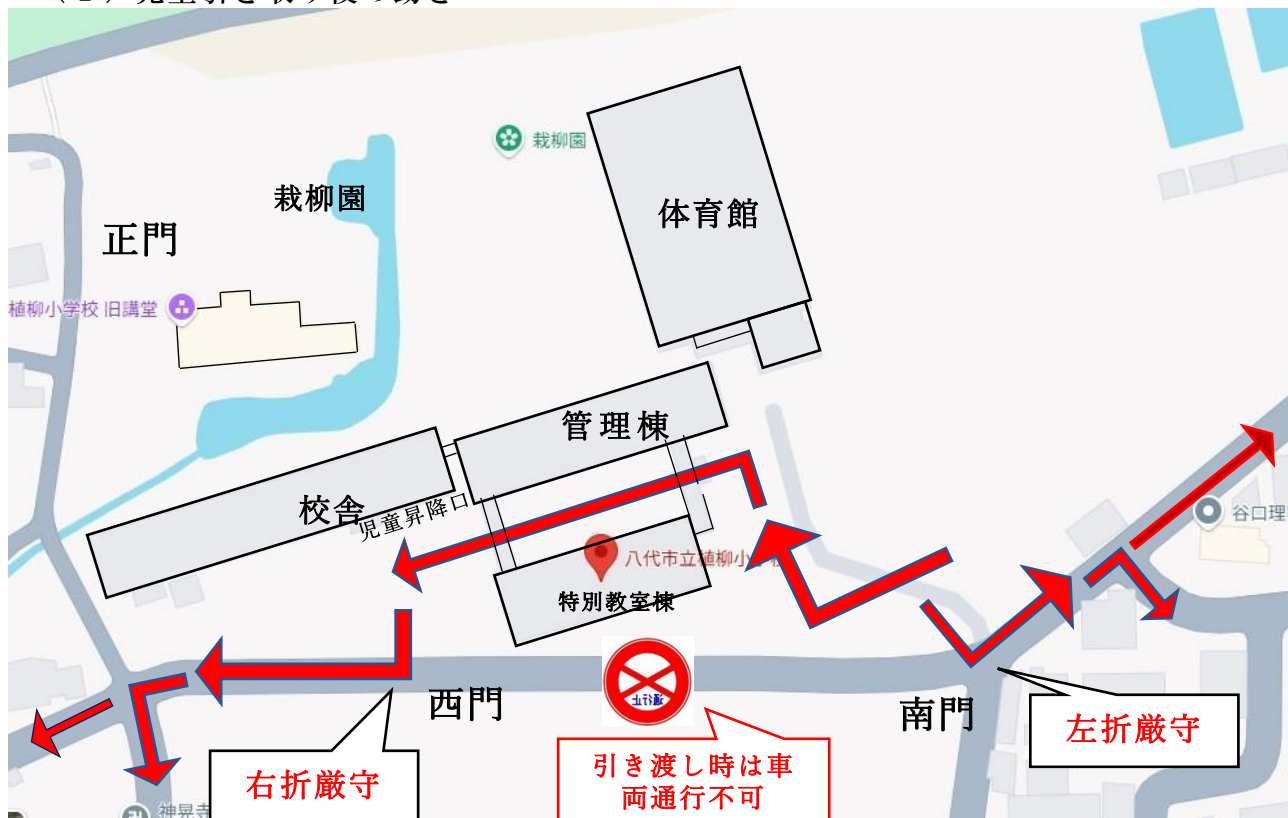 栽柳園
栽柳園
体育館
正門
植柳小学校 旧講堂
管理棟
校舎
児童昇降口
谷口理
八代市立植柳小学校
特別教室棟
西門
南門
左折厳守
右折厳守
引き渡し時は車
両通行不可
神晃寺